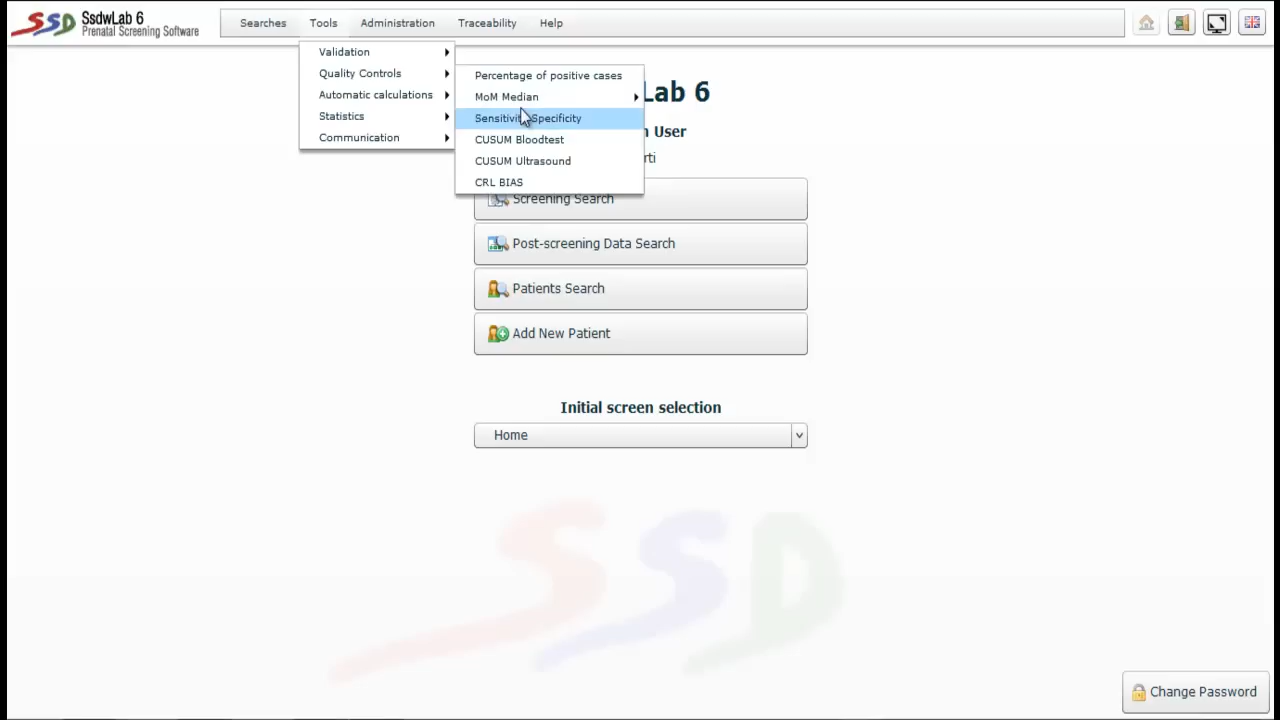 SSD SsdwLab 6
Prenatal Screening Software
Searches Tools Administration Traceability Help
Validation
Quality Controls
Automatic calculations
Statistics
Communication
Percentage of positive cases
MoM Median
Specificity
CUSUM Bloodtest
CUSUM Ultrasound
CRL BIAS
Lab 6
User
rti
Screening Search
Post-screening Data Search
Patients Search
Add New Patient
Initial screen selection
Home
SSD
Change Password